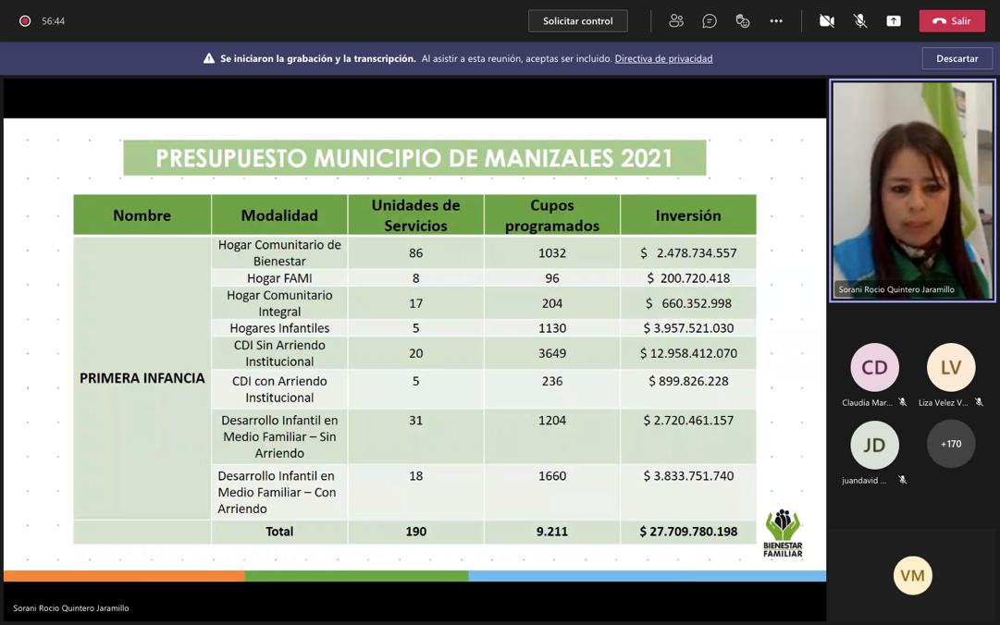 56:44
Solicitar control
Salir
Se iniciaron la grabación y la transcripción. Al asistir a esta reunión, aceptas ser incluido. Directiva de privacidad
Descartar
PRESUPUESTO MUNICIPIO DE MANIZALES 2021
Nombre Modalidad Unidades de Servicios Cupos programados Inversión
PRIMERA INFANCIA
Hogar Comunitario de Bienestar 86 1032 $ 2.478.734.557
Hogar FAMI 8 96 $ 200.720.418
Hogar Comunitario Integral 17 204 $ 660.352.998
Hogares Infantiles 5 1130 $ 3.957.521.030
CDI Sin Arriendo Institucional 20 3649 $ 12.958.412.070
CDI con Arriendo Institucional 5 236 $ 899.826.228
Desarrollo Infantil en Medio Familiar – Sin Arriendo 31 1204 $ 2.720.461.157
Desarrollo Infantil en Medio Familiar – Con Arriendo 18 1660 $ 3.833.751.740
Total 190 9.211 $ 27.709.780.198
BIENESTAR
FAMILIAR
Sorani Rocio Quintero Jaramillo
Sorani Rocio Quintero Jaramillo
CD
Claudia Mar...
LV
Liza Velez V...
JD
juandavid ...
+170
VM